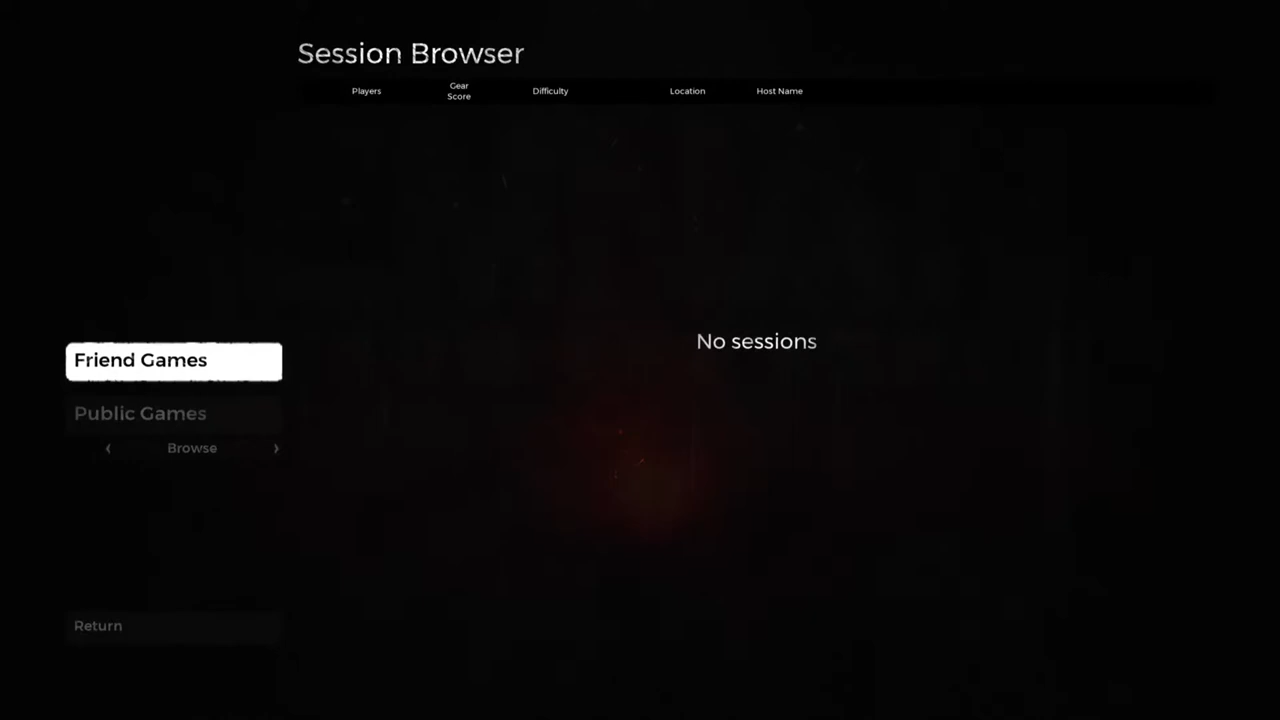 Session Browser
Players
Gear
Score
Difficulty
Location
Host Name
No sessions
Friend Games
Public Games
‹ Browse ›
Return